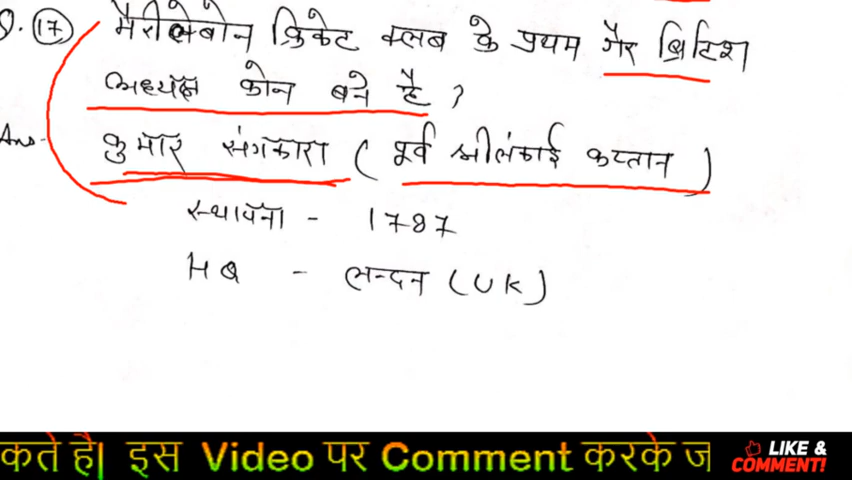 Q. 17 मैरीलेबोन क्रिकेट क्लब के प्रथम गैर ब्रिटिश
अध्यक्ष कोन बने है ?
Ans- कुमार संगकारा ( पूर्व श्रीलंकाई कप्तान )
स्थापना - 1787
HQ - लन्दन (UK)
कते है। इस Video पर Comment करके ज
LIKE &
COMMENT!